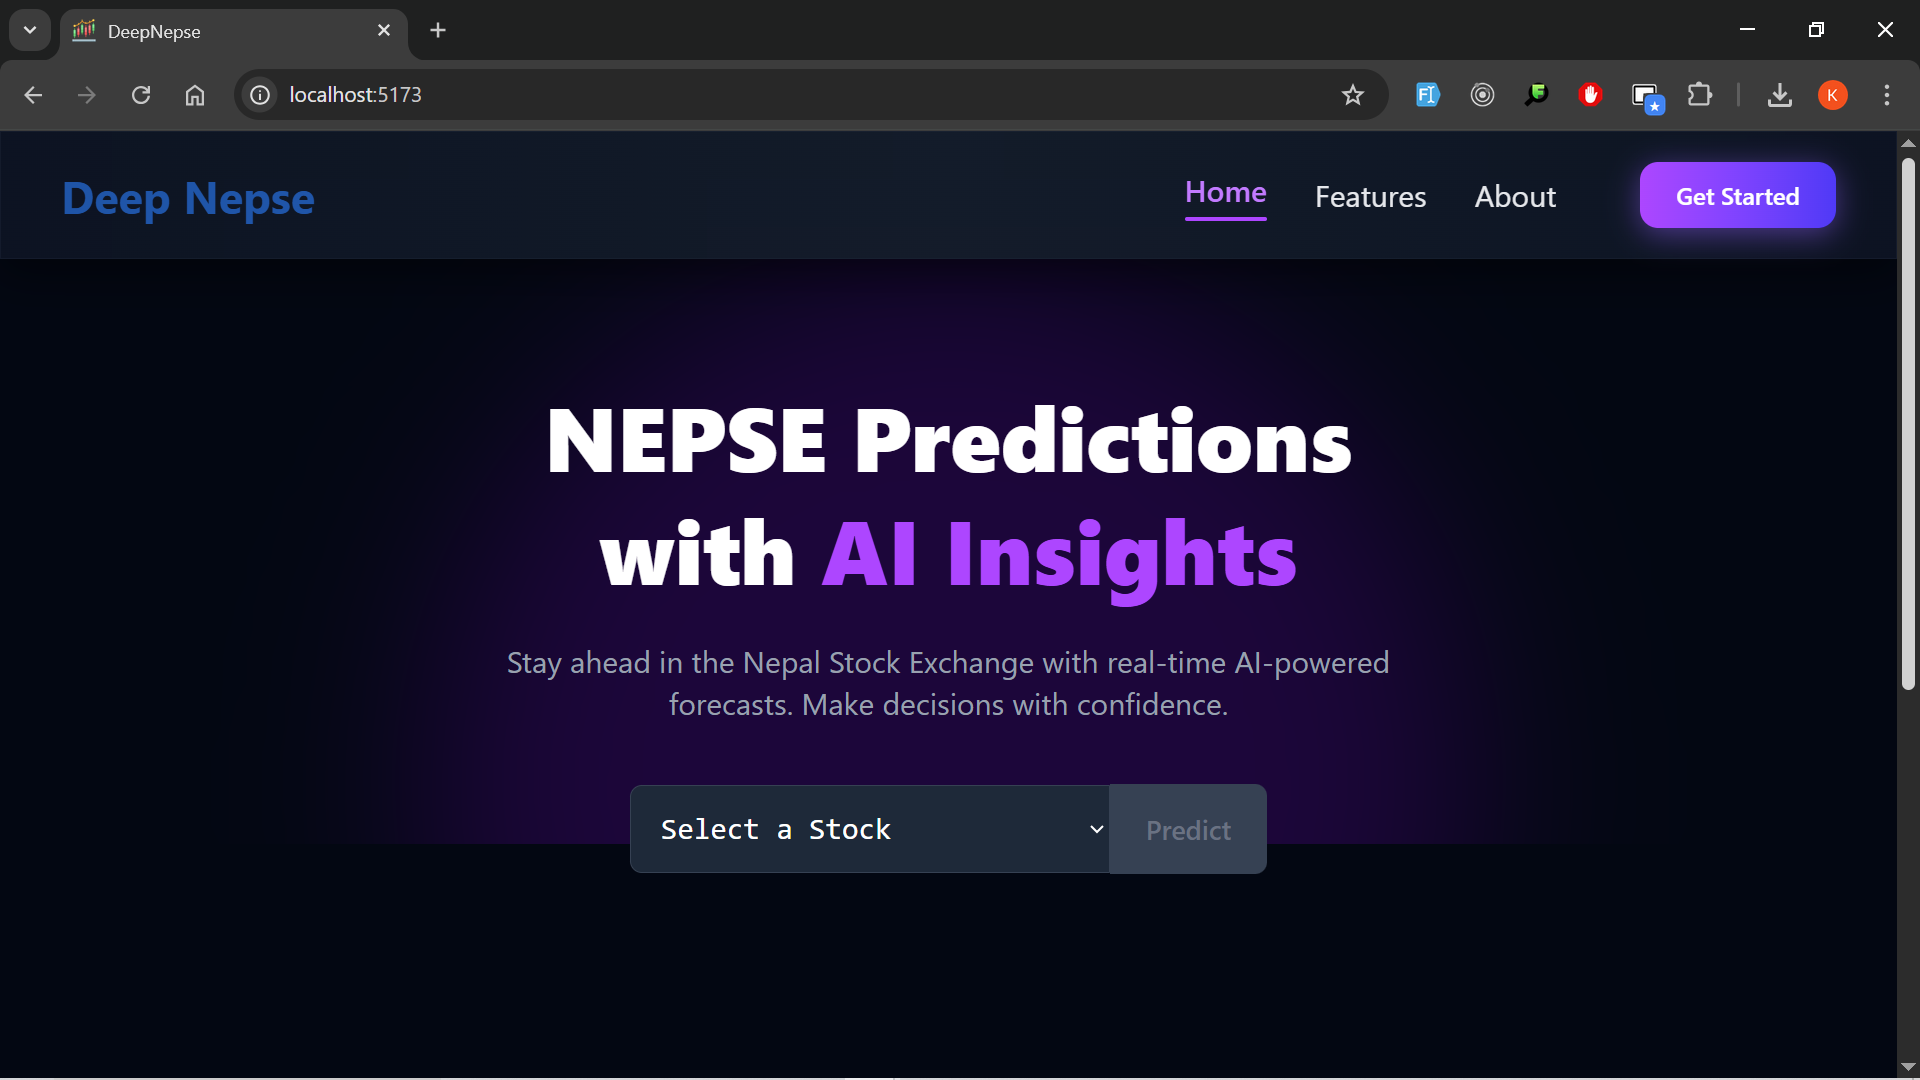 DeepNepse
localhost:5173
K
Deep Nepse
Home
Features
About
Get Started
NEPSE Predictions
with AI Insights
Stay ahead in the Nepal Stock Exchange with real-time AI-powered
forecasts. Make decisions with confidence.
Select a Stock
Predict